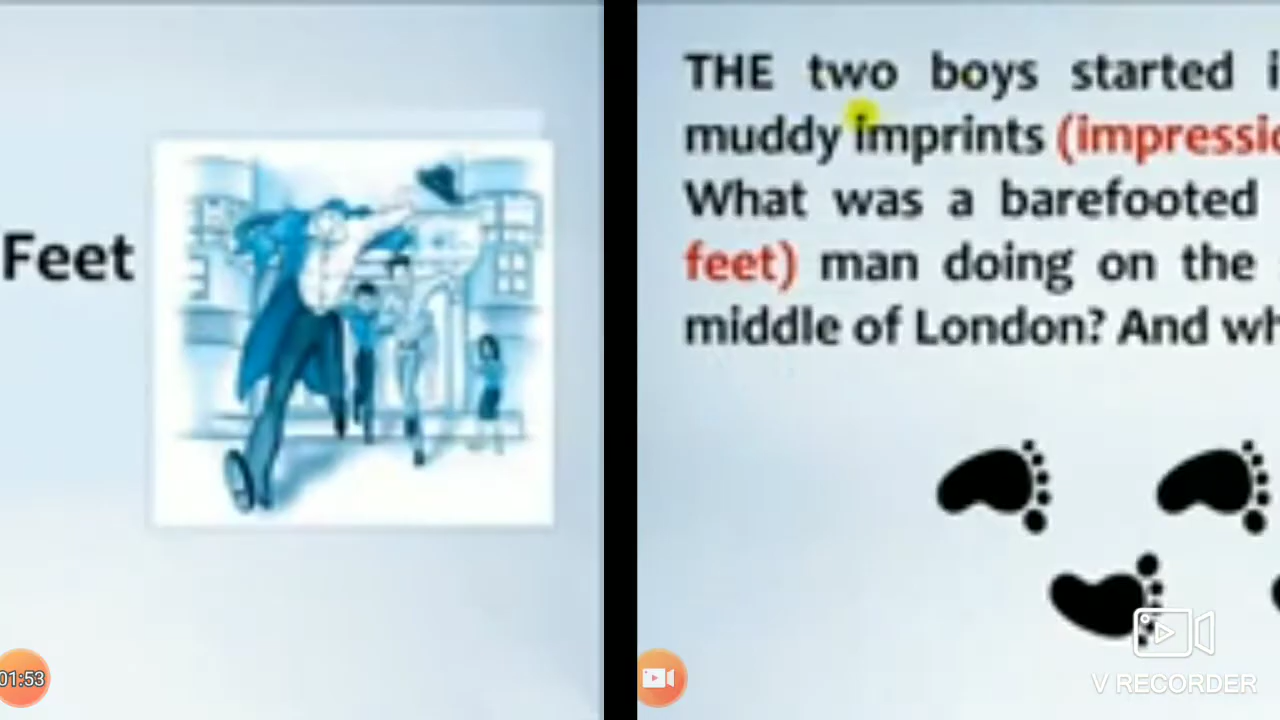 Feet
THE two boys started i
muddy imprints (impressio
What was a barefooted
feet) man doing on the
middle of London? And wh
01:53
V RECORDER